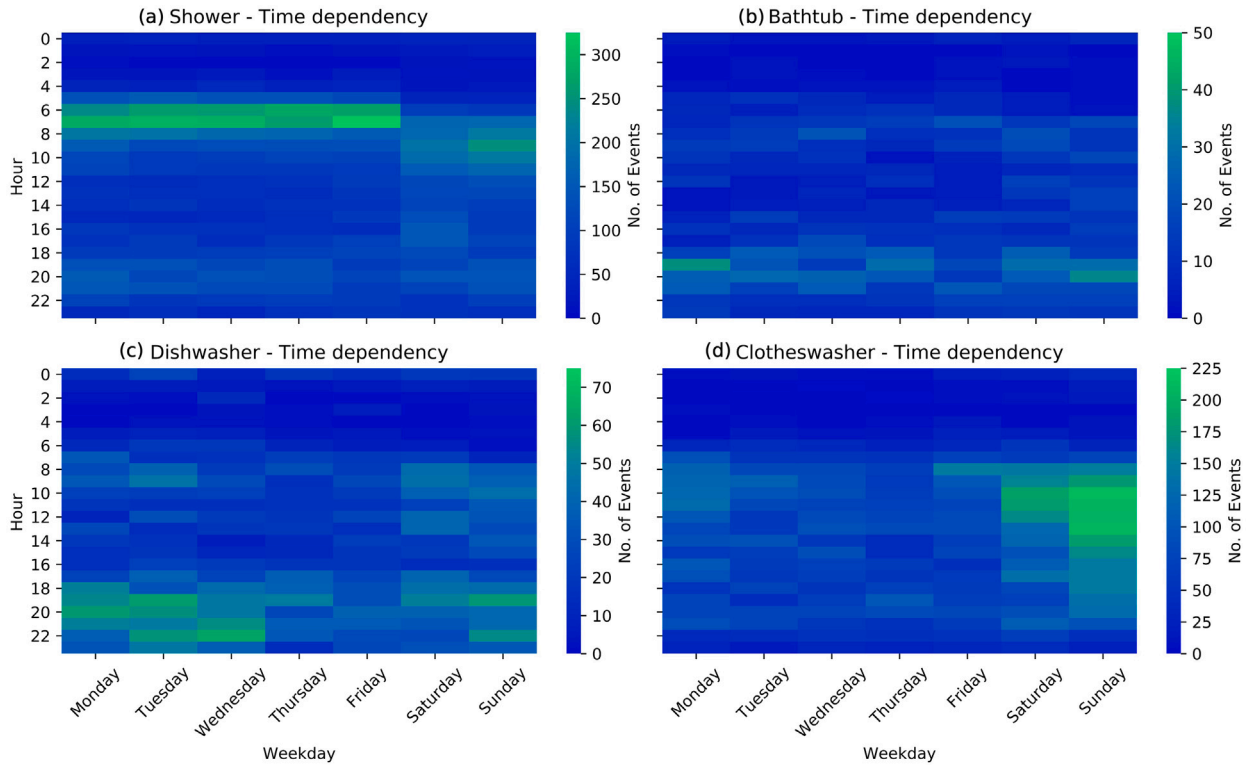 (a) Shower - Time dependency
0
2
4
6
8
10
12
14
16
18
20
22
Hour
300
250
200
150
100
50
0
No. of Events
(b) Bathtub - Time dependency
50
40
30
20
10
0
No. of Events
(c) Dishwasher - Time dependency
0
2
4
6
8
10
12
14
16
18
20
22
Hour
70
60
50
40
30
20
10
0
No. of Events
Monday
Tuesday
Wednesday
Thursday
Friday
Saturday
Sunday
Weekday
(d) Clotheswasher - Time dependency
225
200
175
150
125
100
75
50
25
0
No. of Events
Monday
Tuesday
Wednesday
Thursday
Friday
Saturday
Sunday
Weekday